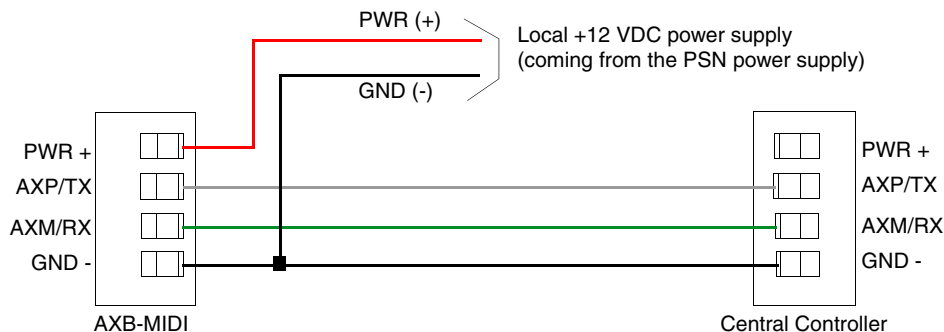 PWR (+)
Local +12 VDC power supply
(coming from the PSN power supply)
GND (-)
PWR +
AXP/TX
AXM/RX
GND -
AXB-MIDI
PWR +
AXP/TX
AXM/RX
GND -
Central Controller